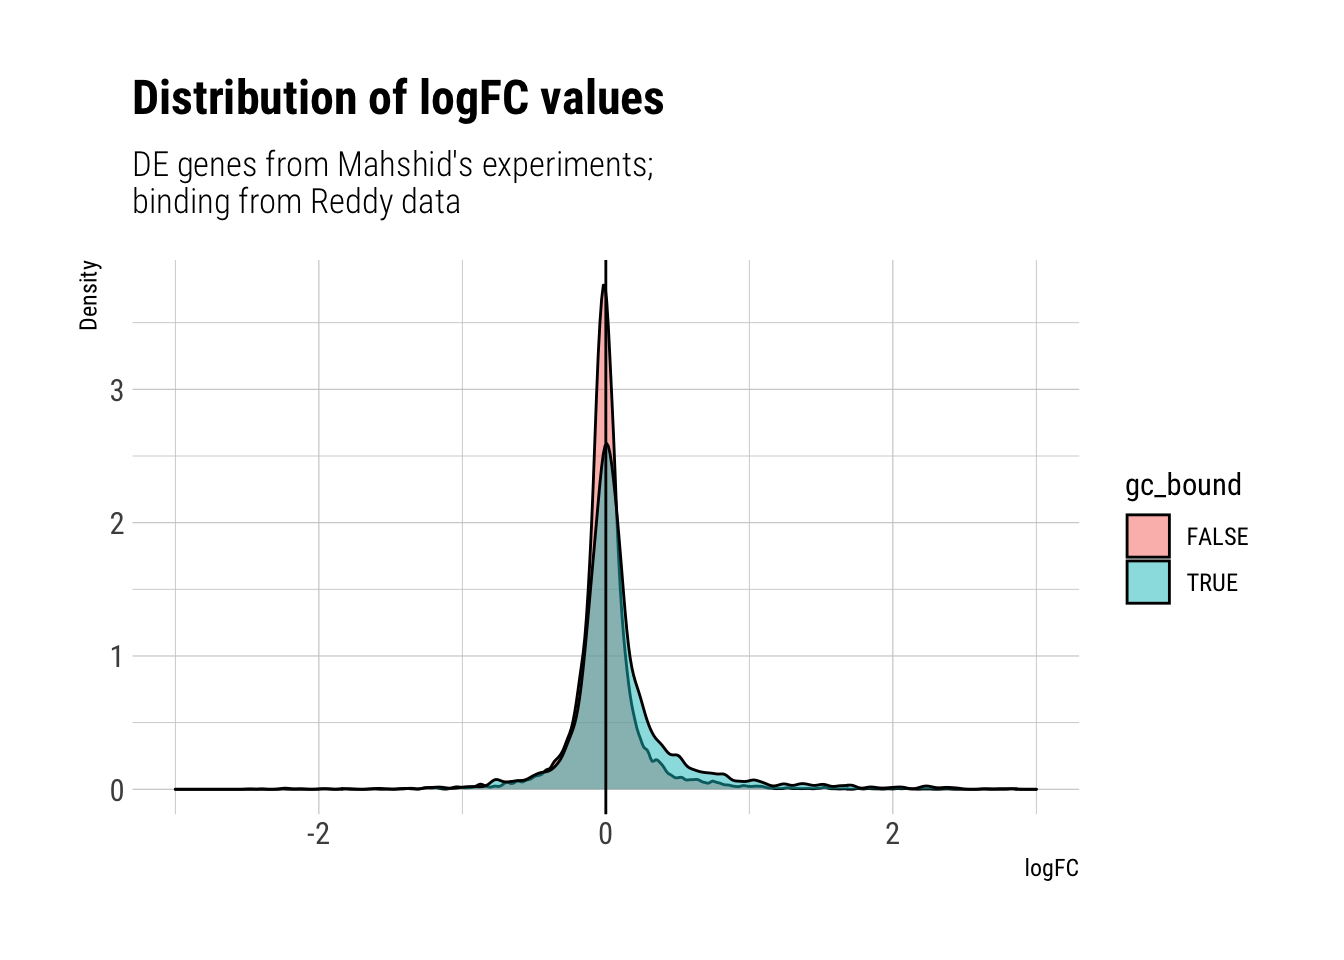 Distribution of logFC values
DE genes from Mahshid's experiments;
binding from Reddy data
Density
3
2
1
0
-2
0
2
logFC
gc_bound
FALSE
TRUE